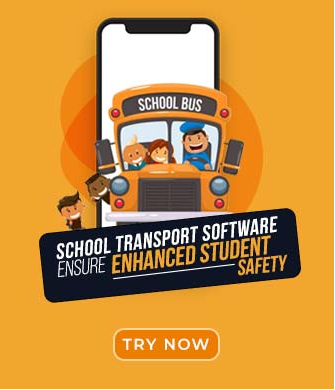 SCHOOL BUS
SCHOOL TRANSPORT SOFTWARE
ENSURE ENHANCED STUDENT
SAFETY
TRY NOW